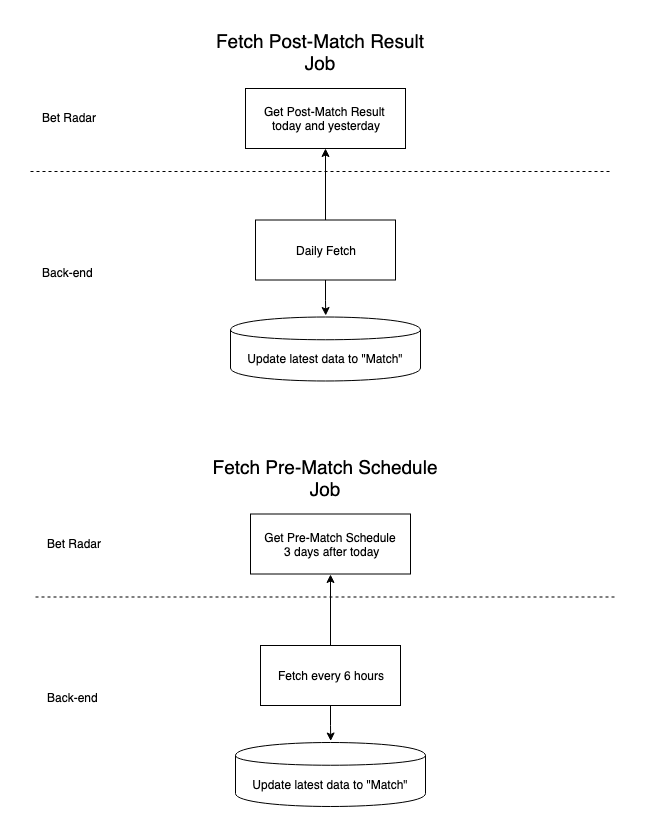 Fetch Post-Match Result
Job
Bet Radar
Get Post-Match Result
today and yesterday
Daily Fetch
Back-end
Update latest data to "Match"
Fetch Pre-Match Schedule
Job
Bet Radar
Get Pre-Match Schedule
3 days after today
Fetch every 6 hours
Back-end
Update latest data to "Match"